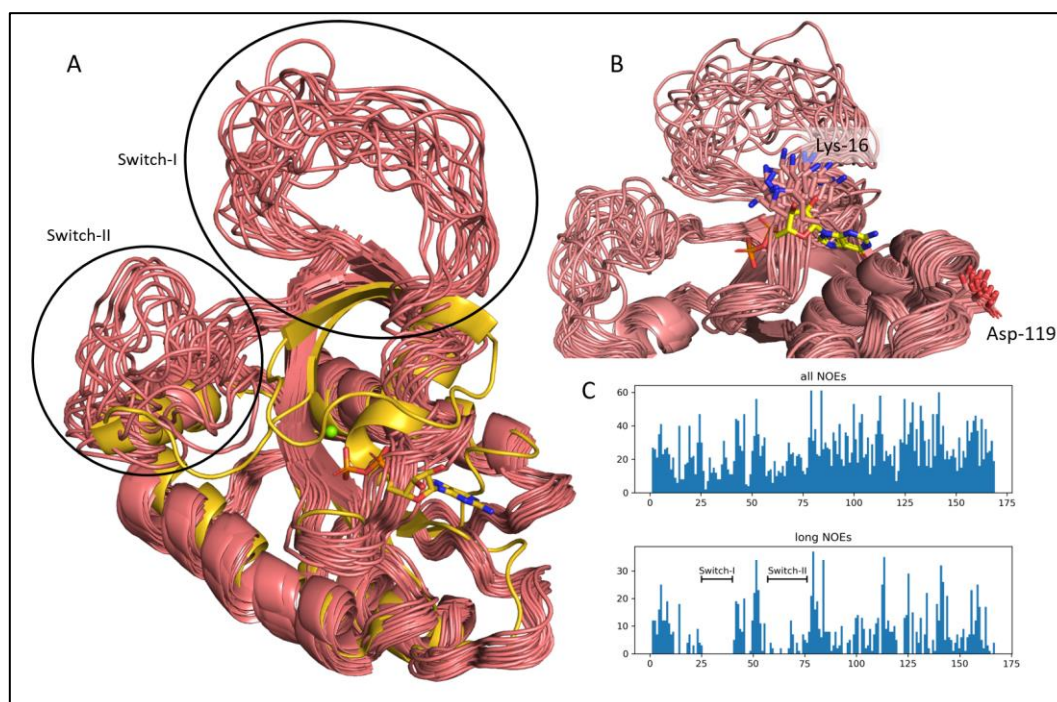 A
B
Switch-I
Lys-16
Switch-II
Asp-119
C
all NOEs
60
40
20
0
0 25 50 75 100 125 150 175
long NOEs
30
Switch-I Switch-II
20
10
0
0 25 50 75 100 125 150 175